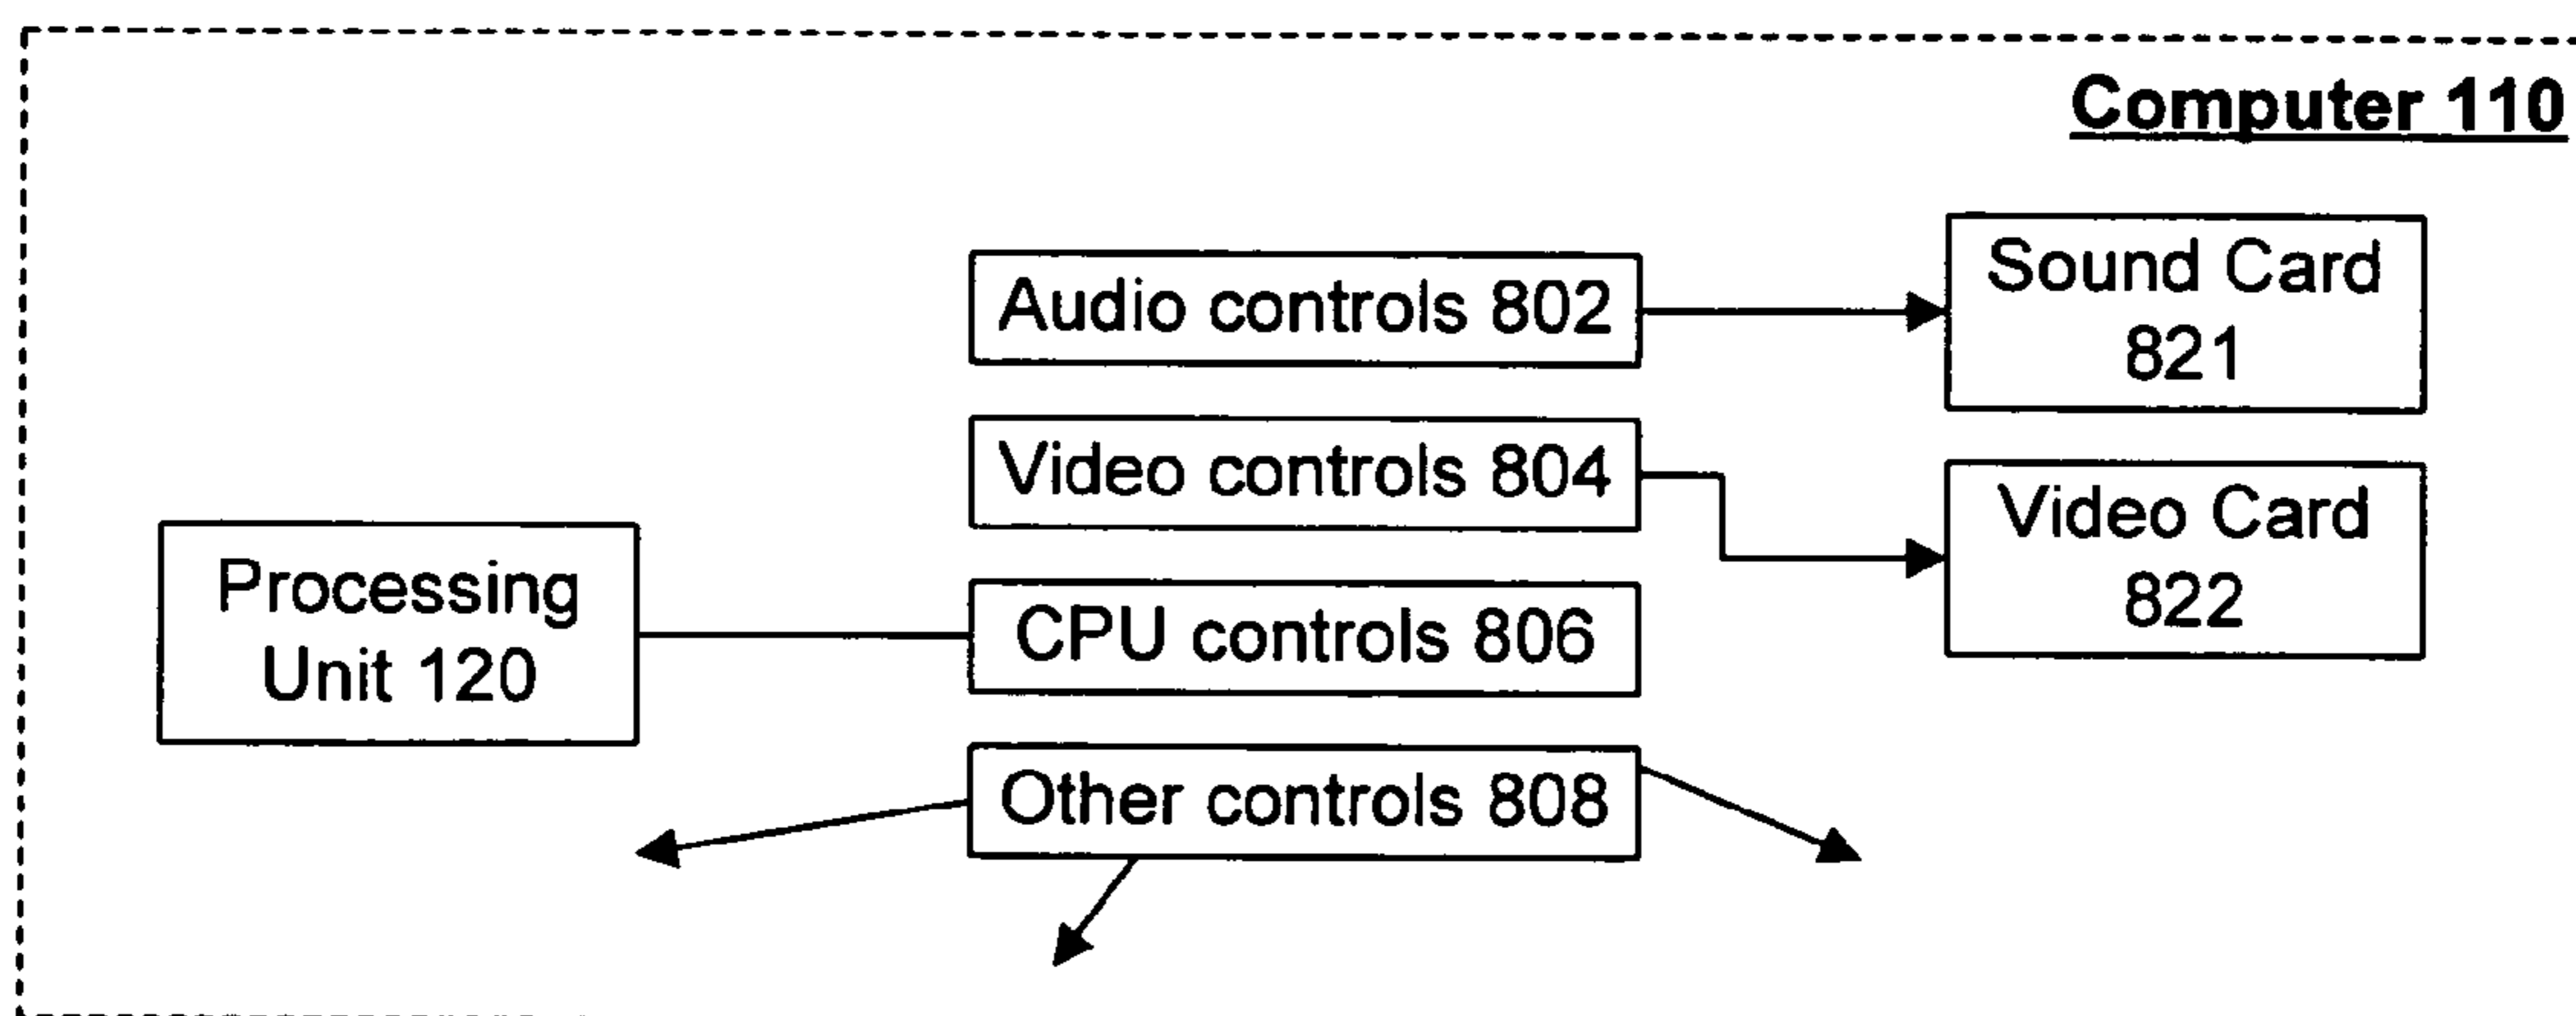 Computer 110
Audio controls 802
Sound Card
821
Video controls 804
Video Card
822
Processing
Unit 120
CPU controls 806
Other controls 808